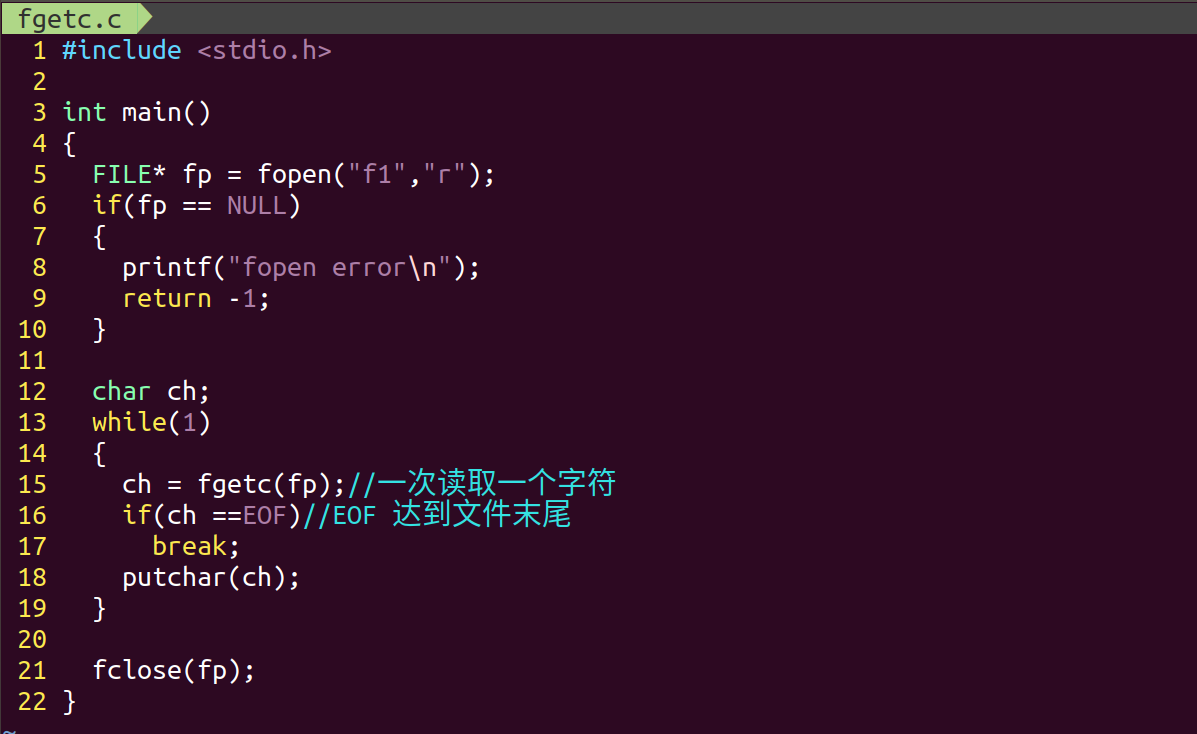 fgetc.c
1 #include <stdio.h>
2
3 int main()
4 {
5   FILE* fp = fopen("f1","r");
6   if(fp == NULL)
7   {
8     printf("fopen error\n");
9     return -1;
10   }
11
12   char ch;
13   while(1)
14   {
15     ch = fgetc(fp);//一次读取一个字符
16     if(ch ==EOF)//EOF 达到文件末尾
17       break;
18     putchar(ch);
19   }
20
21   fclose(fp);
22 }
~